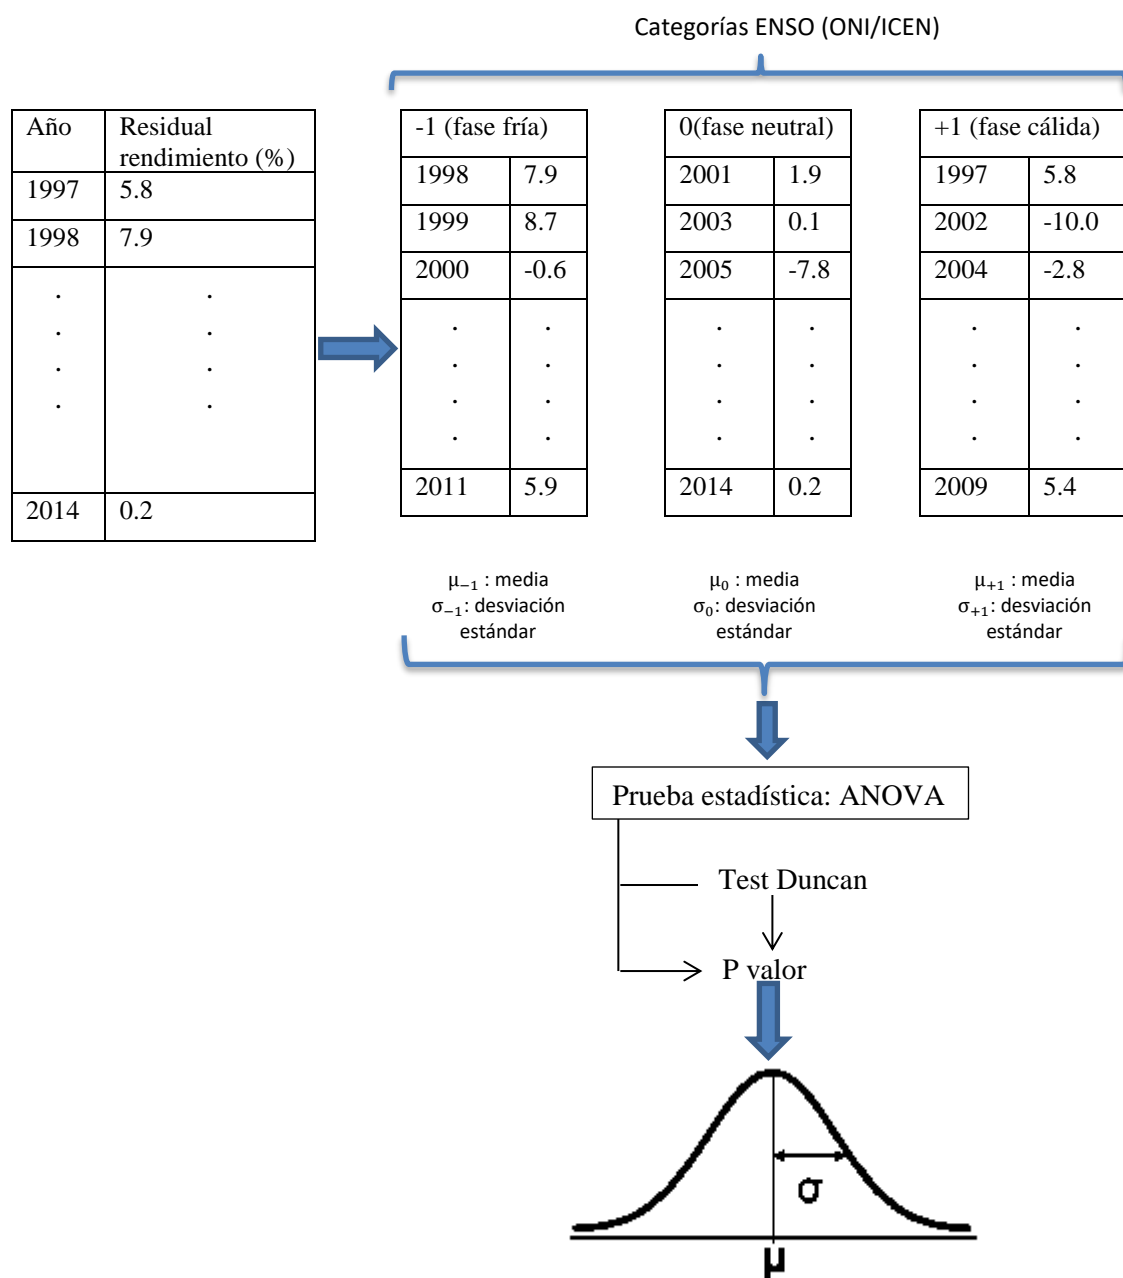 Categorías ENSO (ONI/ICEN)
Año Residual
rendimiento (%)
1997 5.8
1998 7.9
. .
. .
. .
. .
2014 0.2
-1 (fase fría)
1998 7.9
1999 8.7
2000 -0.6
. .
. .
. .
. .
2011 5.9
0(fase neutral)
2001 1.9
2003 0.1
2005 -7.8
. .
. .
. .
. .
2014 0.2
+1 (fase cálida)
1997 5.8
2002 -10.0
2004 -2.8
. .
. .
. .
. .
2009 5.4
μ₋₁ : media
σ₋₁: desviación
estándar
μ₀ : media
σ₀: desviación
estándar
μ₊₁ : media
σ₊₁: desviación
estándar
Prueba estadística: ANOVA
Test Duncan
P valor
σ
μ